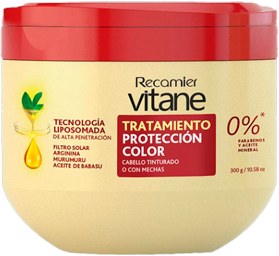 Recamier
vitane
TECNOLOGÍA
LIPOSOMADA
DE ALTA PENETRACIÓN
FILTRO SOLAR
ARGININA
MURUMURU
ACEITE DE BABASU
TRATAMIENTO
PROTECCIÓN
COLOR
CABELLO TINTURADO
O CON MECHAS
0%*
PARABENOS
Y ACEITE
MINERAL
300 g / 10.58 oz